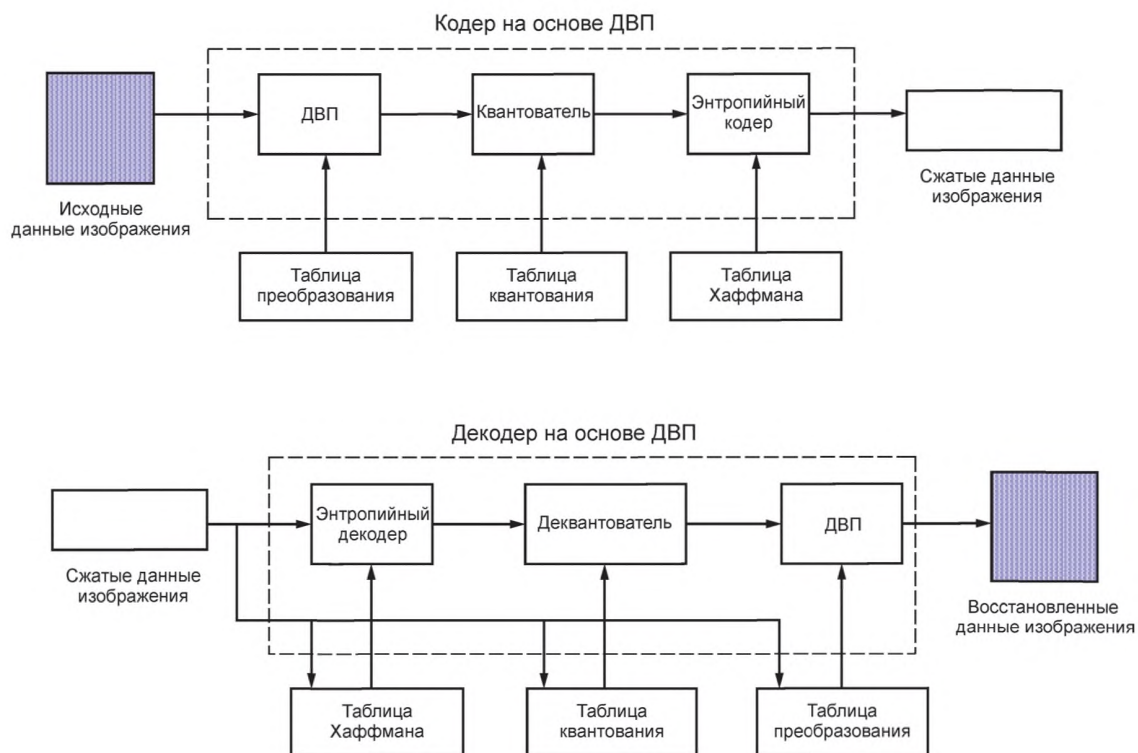 Кодер на основе ДВП
ДВП
Квантователь
Энтропийный
кодер
Исходные
данные изображения
Сжатые данные
изображения
Таблица
преобразования
Таблица
квантования
Таблица
Хаффмана
Декодер на основе ДВП
Энтропийный
декодер
Деквантователь
ДВП
Сжатые данные
изображения
Восстановленные
данные изображения
Таблица
Хаффмана
Таблица
квантования
Таблица
преобразования